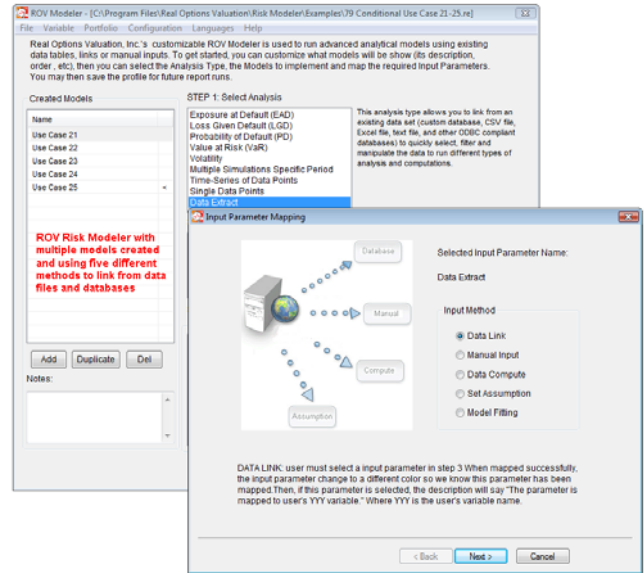 ROV Modeler - [C:\Program Files\Real Options Valuation\Risk Modeler\Examples\79 Conditional Use Case 21-25.re]
File Variable Portfolio Configuration Languages Help
Real Options Valuation, Inc.'s customizable ROV Modeler is used to run advanced analytical models using existing
data tables, links or manual inputs. To get started, you can customize what models will be show (its description,
order , etc), then you can select the Analysis Type, the Models to implement and map the required Input Parameters.
You may then save the profile for future report runs.
Created Models
Name
Use Case 21
Use Case 22
Use Case 23
Use Case 24
Use Case 25 <
ROV Risk Modeler with
multiple models created
and using five different
methods to link from data
files and databases
Add Duplicate Del
Notes:
STEP 1: Select Analysis
Exposure at Default (EAD)
Loss Given Default (LGD)
Probability of Default (PD)
Value at Risk (VaR)
Volatility
Multiple Simulations Specific Period
Time-Series of Data Points
Single Data Points
Data Extract
This analysis type allows you to link from an
existing data set (custom database, CSV file,
Excel file, text file, and other ODBC compliant
databases) to quickly select, filter and
manipulate the data to run different types of
analysis and computations.
Input Parameter Mapping
Database
Manual
Compute
Assumption
Selected Input Parameter Name:
Data Extract
Input Method
Data Link
Manual Input
Data Compute
Set Assumption
Model Fitting
DATA LINK: user must select a input parameter in step 3 When mapped successfully,
the input parameter change to a different color so we know this parameter has been
mapped.Then, if this parameter is selected, the description will say "The parameter is
mapped to user's YYY variable." Where YYY is the user's variable name.
< Back Next > Cancel